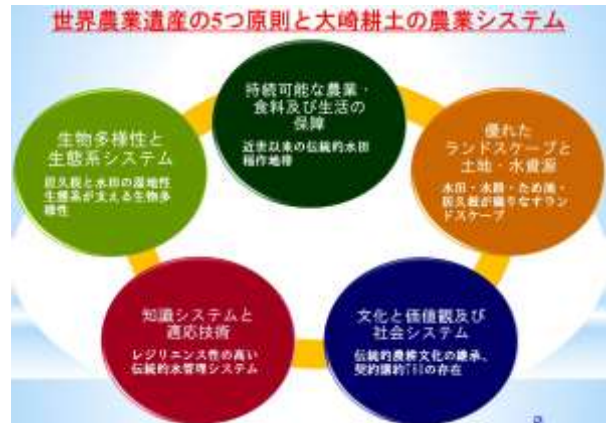 世界農業遺産の5つ原則と大崎耕土の農業システム
持続可能な農業・
食料及び生活の
保障
近世以来の伝統的水田
稲作地帯
優れた
ランドスケープと
土地・水資源
水田・水路・ため池・
居久根が織りなすラン
ドスケープ
文化と価値観及び
社会システム
伝統的農耕文化の継承、
の存在
知識システムと
適応技術
レジリエンス性の高い
伝統的水管理システム
生物多様性と
生態系システム
居久根と水田の湿地性
生態系が支える生物多
様性